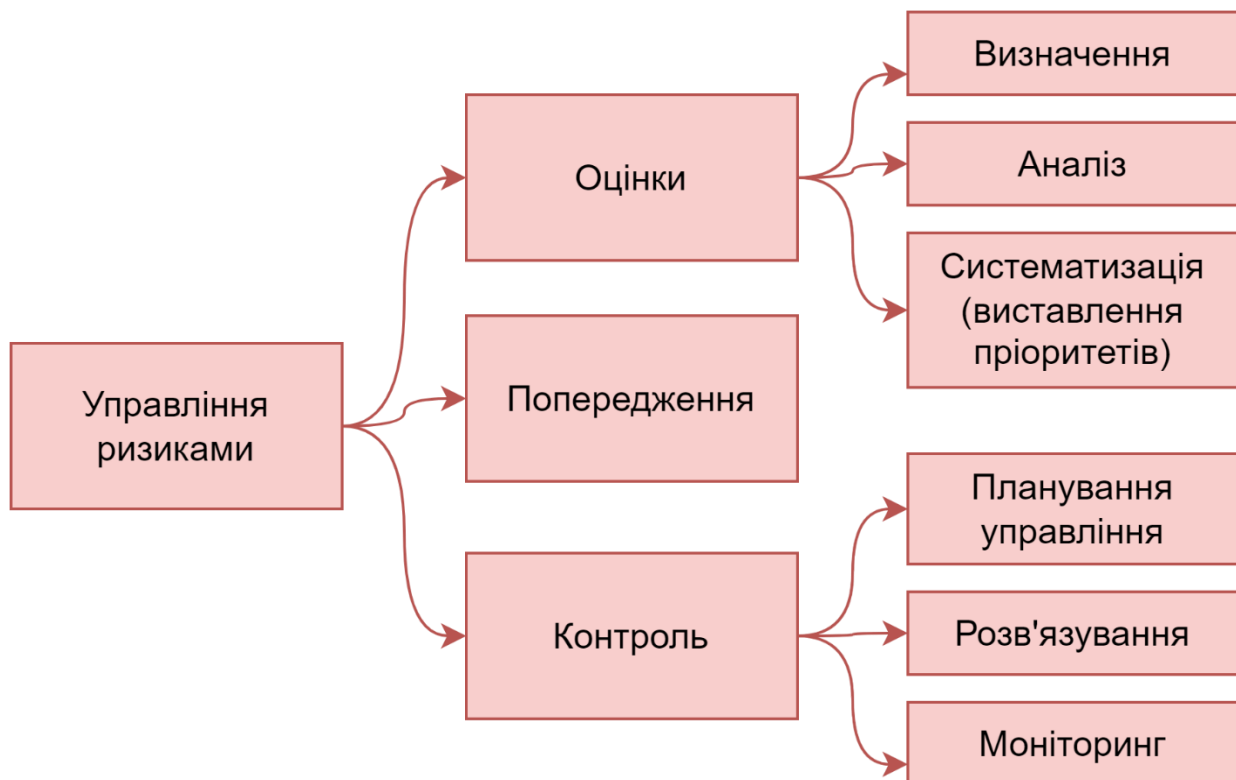 Управління
ризиками
Оцінки
Попередження
Контроль
Визначення
Аналіз
Систематизація
(виставлення
пріоритетів)
Планування
управління
Розв'язування
Моніторинг